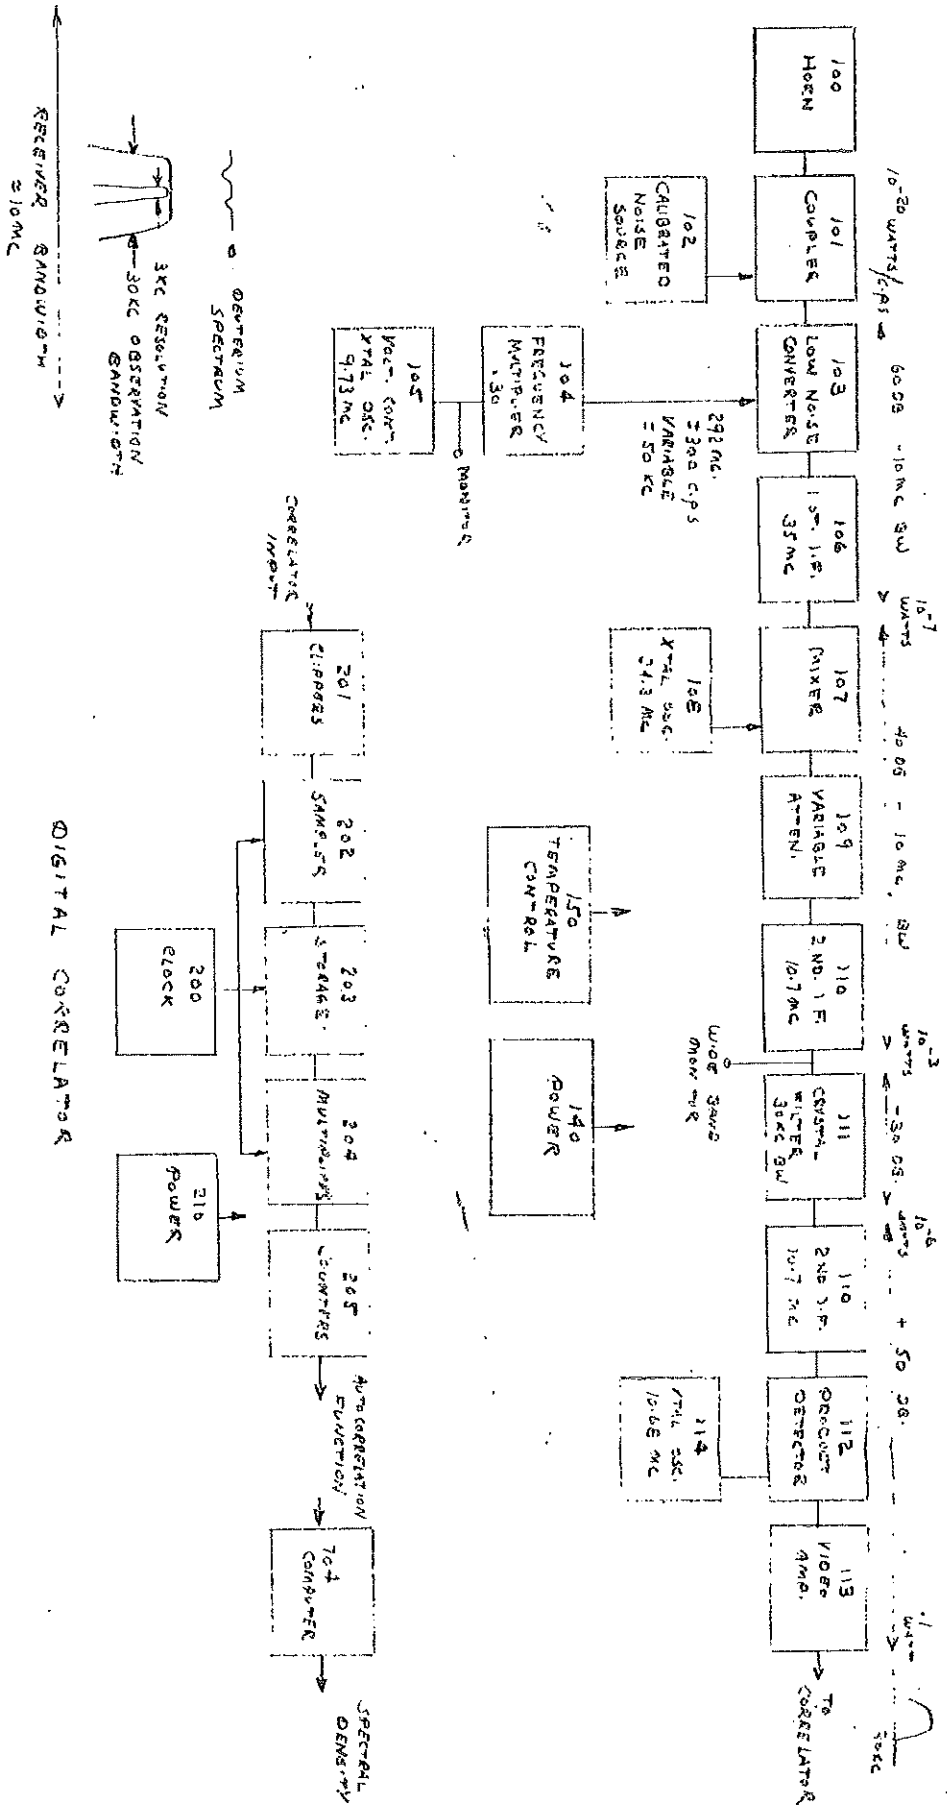 10^-20 WATTS/C.P.S
60 DB - 10 MC BW
10^-7
WATTS
40 DB - 10 MC. BW
10^-3
WATTS
-30 DB.
10^-6
WATTS
+ 50 DB.
.1
WATT
100
HORN
101
COUPLER
103
LOW NOISE
CONVERTER
106
1ST. I.F.
35 MC
107
MIXER
109
VARIABLE
ATTEN.
110
2ND. I.F.
10.7 MC
111
CRYSTAL
FILTER
30 KC BW
110
2ND I.F.
10.7 MC
112
PRODUCT
DETECTOR
113
VIDEO
AMP.
TO
CORRELATOR
102
CALIBRATED
NOISE
SOURCE
292 MC.
± 300 C.P.S
VARIABLE
± 50 KC
104
FREQUENCY
MULTIPLIER
MONITOR
105
VOLT. CONT.
XTAL OSC.
9.73 MC
108
XTAL OSC.
24.3 MC
WIDE BAND
MONITOR
114
XTAL OSC.
10.68 MC
150
TEMPERATURE
CONTROL
140
POWER
DEUTERIUM
SPECTRUM
3 KC RESOLUTION
30 KC OBSERVATION
BANDWIDTH
RECEIVER BANDWIDTH
≈ 10 MC
CORRELATOR
INPUT
201
CLIPPERS
202
SAMPLER
203
STORAGE
204
MULTIPLIERS
205
COUNTERS
AUTOCORRELATION
FUNCTION
704
COMPUTER
SPECTRAL
DENSITY
200
CLOCK
210
POWER
DIGITAL CORRELATOR